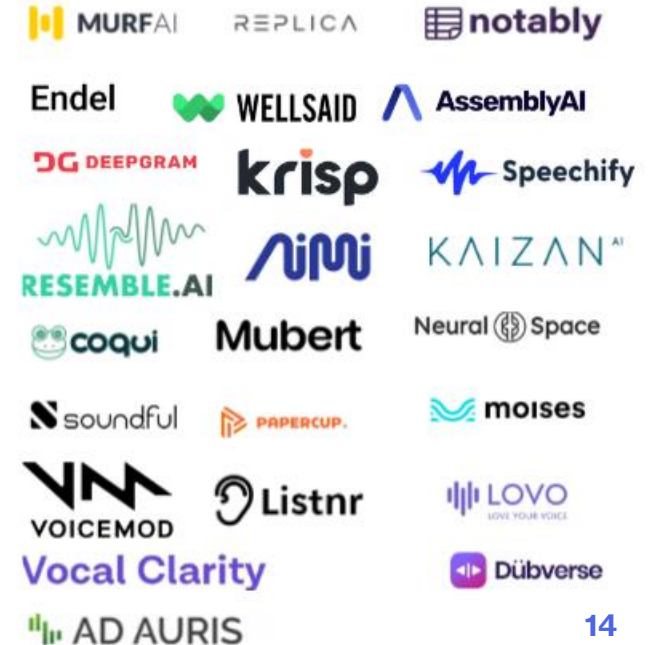 MURFAI REPLICA notably
Endel WELLSAID AssemblyAI
DEEPGRAM krisp Speechify
RESEMBLE.AI AiMi KAIZAN AI
coqui Mubert Neural Space
soundful PAPERCUP. moises
VOICEMOD Listnr LOVO
LOVE YOUR VOICE
Vocal Clarity Dübverse
AD AURIS 14